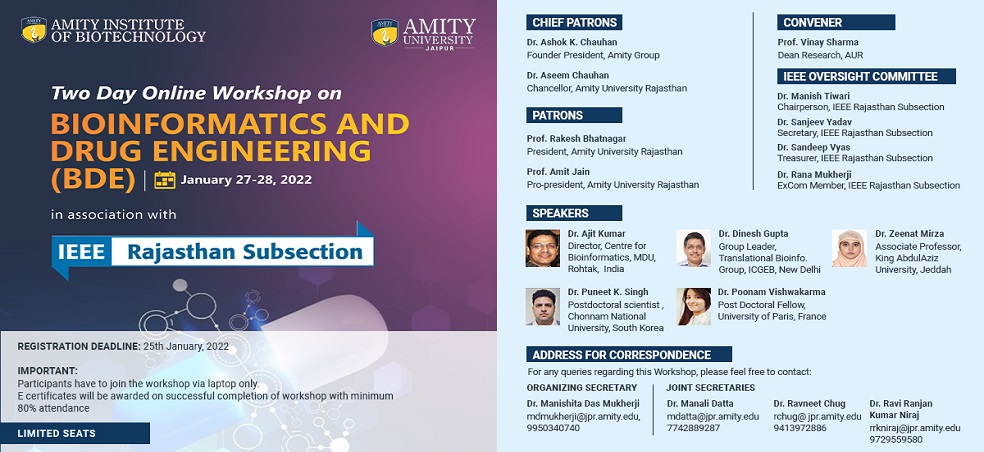 AMITY INSTITUTE
OF BIOTECHNOLOGY
AMITY
UNIVERSITY
JAIPUR
Two Day Online Workshop on
BIOINFORMATICS AND
DRUG ENGINEERING
(BDE) | January 27-28, 2022
in association with
IEEE Rajasthan Subsection
REGISTRATION DEADLINE: 25th January, 2022
IMPORTANT:
Participants have to join the workshop via laptop only.
E certificates will be awarded on successful completion of workshop with minimum
80% attendance
LIMITED SEATS
CHIEF PATRONS
Dr. Ashok K. Chauhan
Founder President, Amity Group
Dr. Aseem Chauhan
Chancellor, Amity University Rajasthan
PATRONS
Prof. Rakesh Bhatnagar
President, Amity University Rajasthan
Prof. Amit Jain
Pro-president, Amity University Rajasthan
CONVENER
Prof. Vinay Sharma
Dean Research, AUR
IEEE OVERSIGHT COMMITTEE
Dr. Manish Tiwari
Chairperson, IEEE Rajasthan Subsection
Dr. Sanjeev Yadav
Secretary, IEEE Rajasthan Subsection
Dr. Sandeep Vyas
Treasurer, IEEE Rajasthan Subsection
Dr. Rana Mukherji
ExCom Member, IEEE Rajasthan Subsection
SPEAKERS
Dr. Ajit Kumar
Director, Centre for
Bioinformatics, MDU,
Rohtak, India
Dr. Dinesh Gupta
Group Leader,
Translational Bioinfo.
Group, ICGEB, New Delhi
Dr. Zeenat Mirza
Associate Professor,
King AbdulAziz
University, Jeddah
Dr. Puneet K. Singh
Postdoctoral scientist ,
Chonnam National
University, South Korea
Dr. Poonam Vishwakarma
Post Doctoral Fellow,
University of Paris, France
ADDRESS FOR CORRESPONDENCE
For any queries regarding this Workshop, please feel free to contact:
ORGANIZING SECRETARY
Dr. Manishita Das Mukherji
mdmukherji@jpr.amity.edu,
9950340740
JOINT SECRETARIES
Dr. Manali Datta
mdatta@jpr.amity.edu
7742889287
Dr. Ravneet Chug
rchug@ jpr.amity.edu
9413972886
Dr. Ravi Ranjan
Kumar Niraj
rrkniraj@jpr.amity.edu
9729559580